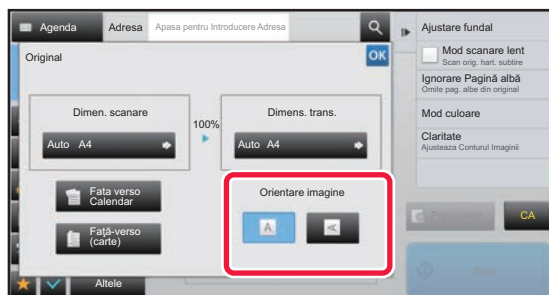 Agenda
Adresa
Apasa pentru Introducere Adresa
Original
OK
Dimen. scanare
100%
Dimens. trans.
Auto A4
Auto A4
Fata verso
Calendar
Față-verso
(carte)
Orientare imagine
A
A
Altele
Ajustare fundal
Mod scanare lent
Scan orig. hart. subtire
Ignorare Pagină albă
Omite pag. albe din original
Mod culoare
Claritate
Ajusteaza Conturul Imaginii
CA
Start